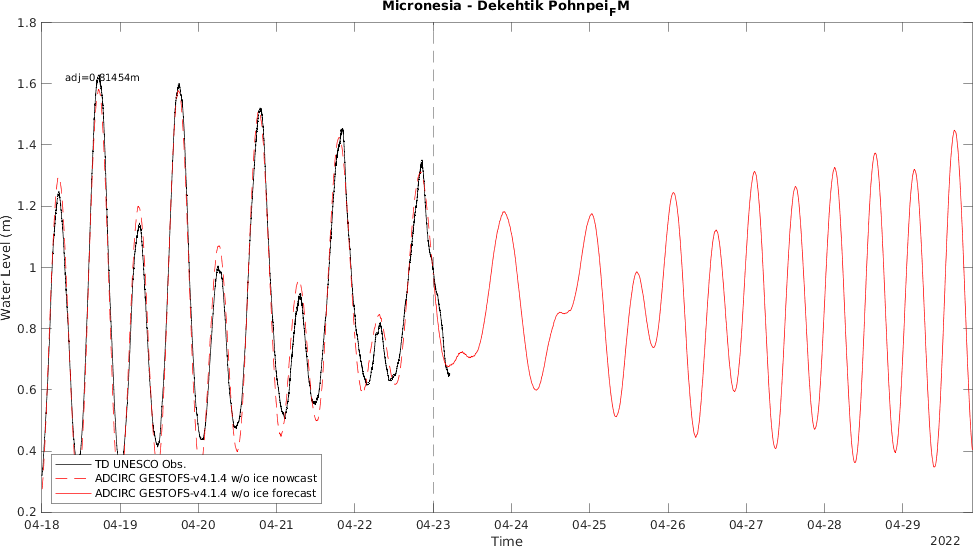 Micronesia - Dekehtik Pohnpei_FM
1.8
adj=0.81454m
1.6
1.4
1.2
1
0.8
0.6
0.4
0.2
Water Level (m)
TD UNESCO Obs.
ADCIRC GESTOFS-v4.1.4 w/o ice nowcast
ADCIRC GESTOFS-v4.1.4 w/o ice forecast
04-18 04-19 04-20 04-21 04-22 04-23 04-24 04-25 04-26 04-27 04-28 04-29
Time
2022